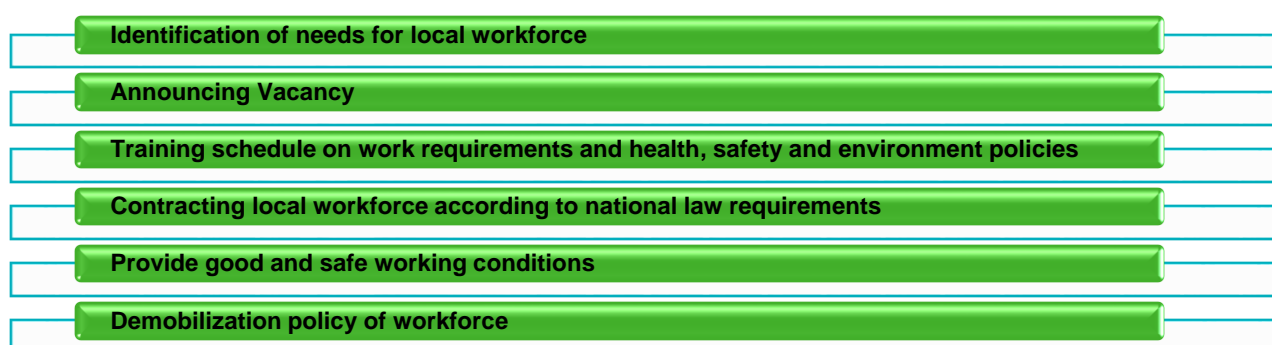 Identification of needs for local workforce
Announcing Vacancy
Training schedule on work requirements and health, safety and environment policies
Contracting local workforce according to national law requirements
Provide good and safe working conditions
Demobilization policy of workforce